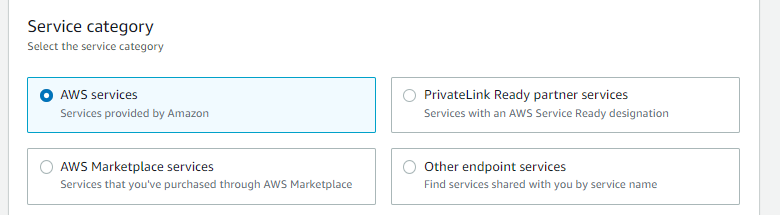 Service category
Select the service category
AWS services
Services provided by Amazon
PrivateLink Ready partner services
Services with an AWS Service Ready designation
AWS Marketplace services
Services that you've purchased through AWS Marketplace
Other endpoint services
Find services shared with you by service name